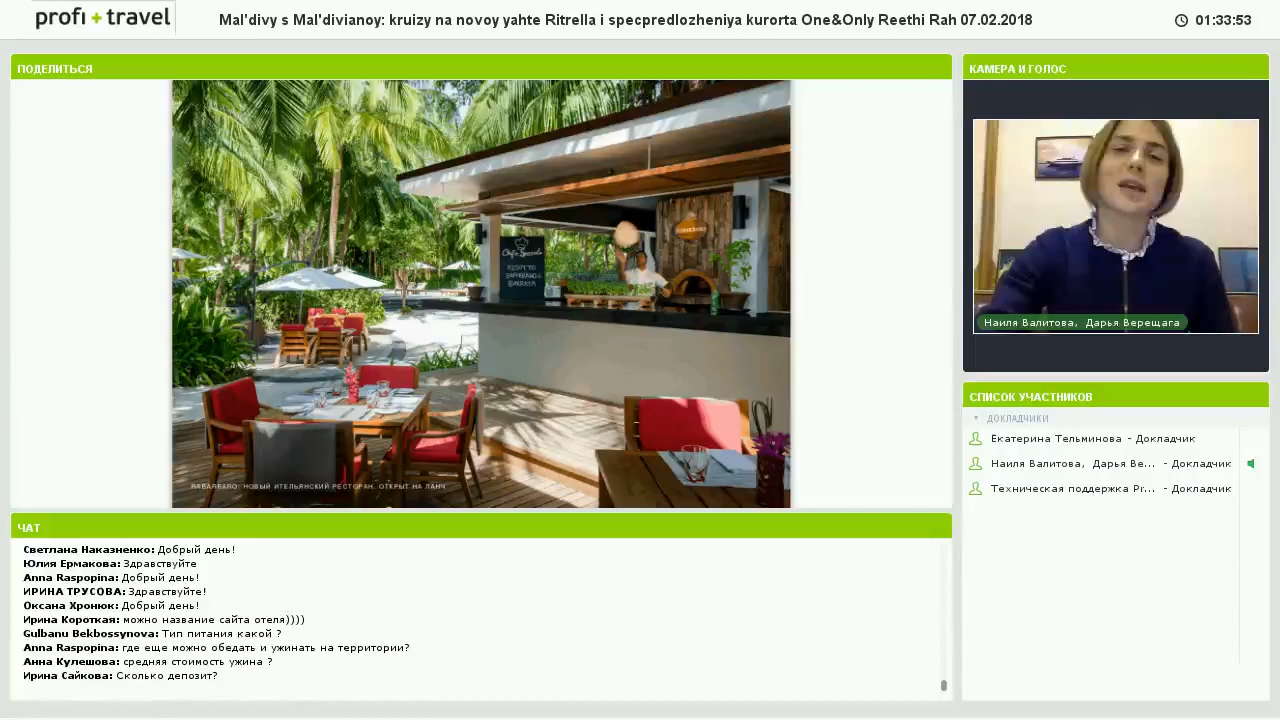 profi + travel
Mal'divy s Mal'divianoy: kruizy na novoy yahte Ritrella i specpredlozheniya kurorta One&Only Reethi Rah 07.02.2018
01:33:53
ПОДЕЛИТЬСЯ
RABARBARO: НОВЫЙ ИТЕЛЬЯНСКИЙ РЕСТОРАН. ОТКРЫТ НА ЛАНЧ
КАМЕРА И ГОЛОС
Наиля Валитова, Дарья Верещага
СПИСОК УЧАСТНИКОВ
ДОКЛАДЧИКИ
Екатерина Тельминова - Докладчик
Наиля Валитова, Дарья Ве... - Докладчик
Техническая поддержка Pr... - Докладчик
ЧАТ
Светлана Наказненко: Добрый день!
Юлия Ермакова: Здравствуйте
Anna Raspopina: Добрый день!
ИРИНА ТРУСОВА: Здравствуйте!
Оксана Хронюк: Добрый день!
Ирина Короткая: можно название сайта отеля))))
Gulbanu Bekbossynova: Тип питания какой ?
Anna Raspopina: где еще можно обедать и ужинать на территории?
Анна Кулешова: средняя стоимость ужина ?
Ирина Сайкова: Сколько депозит?